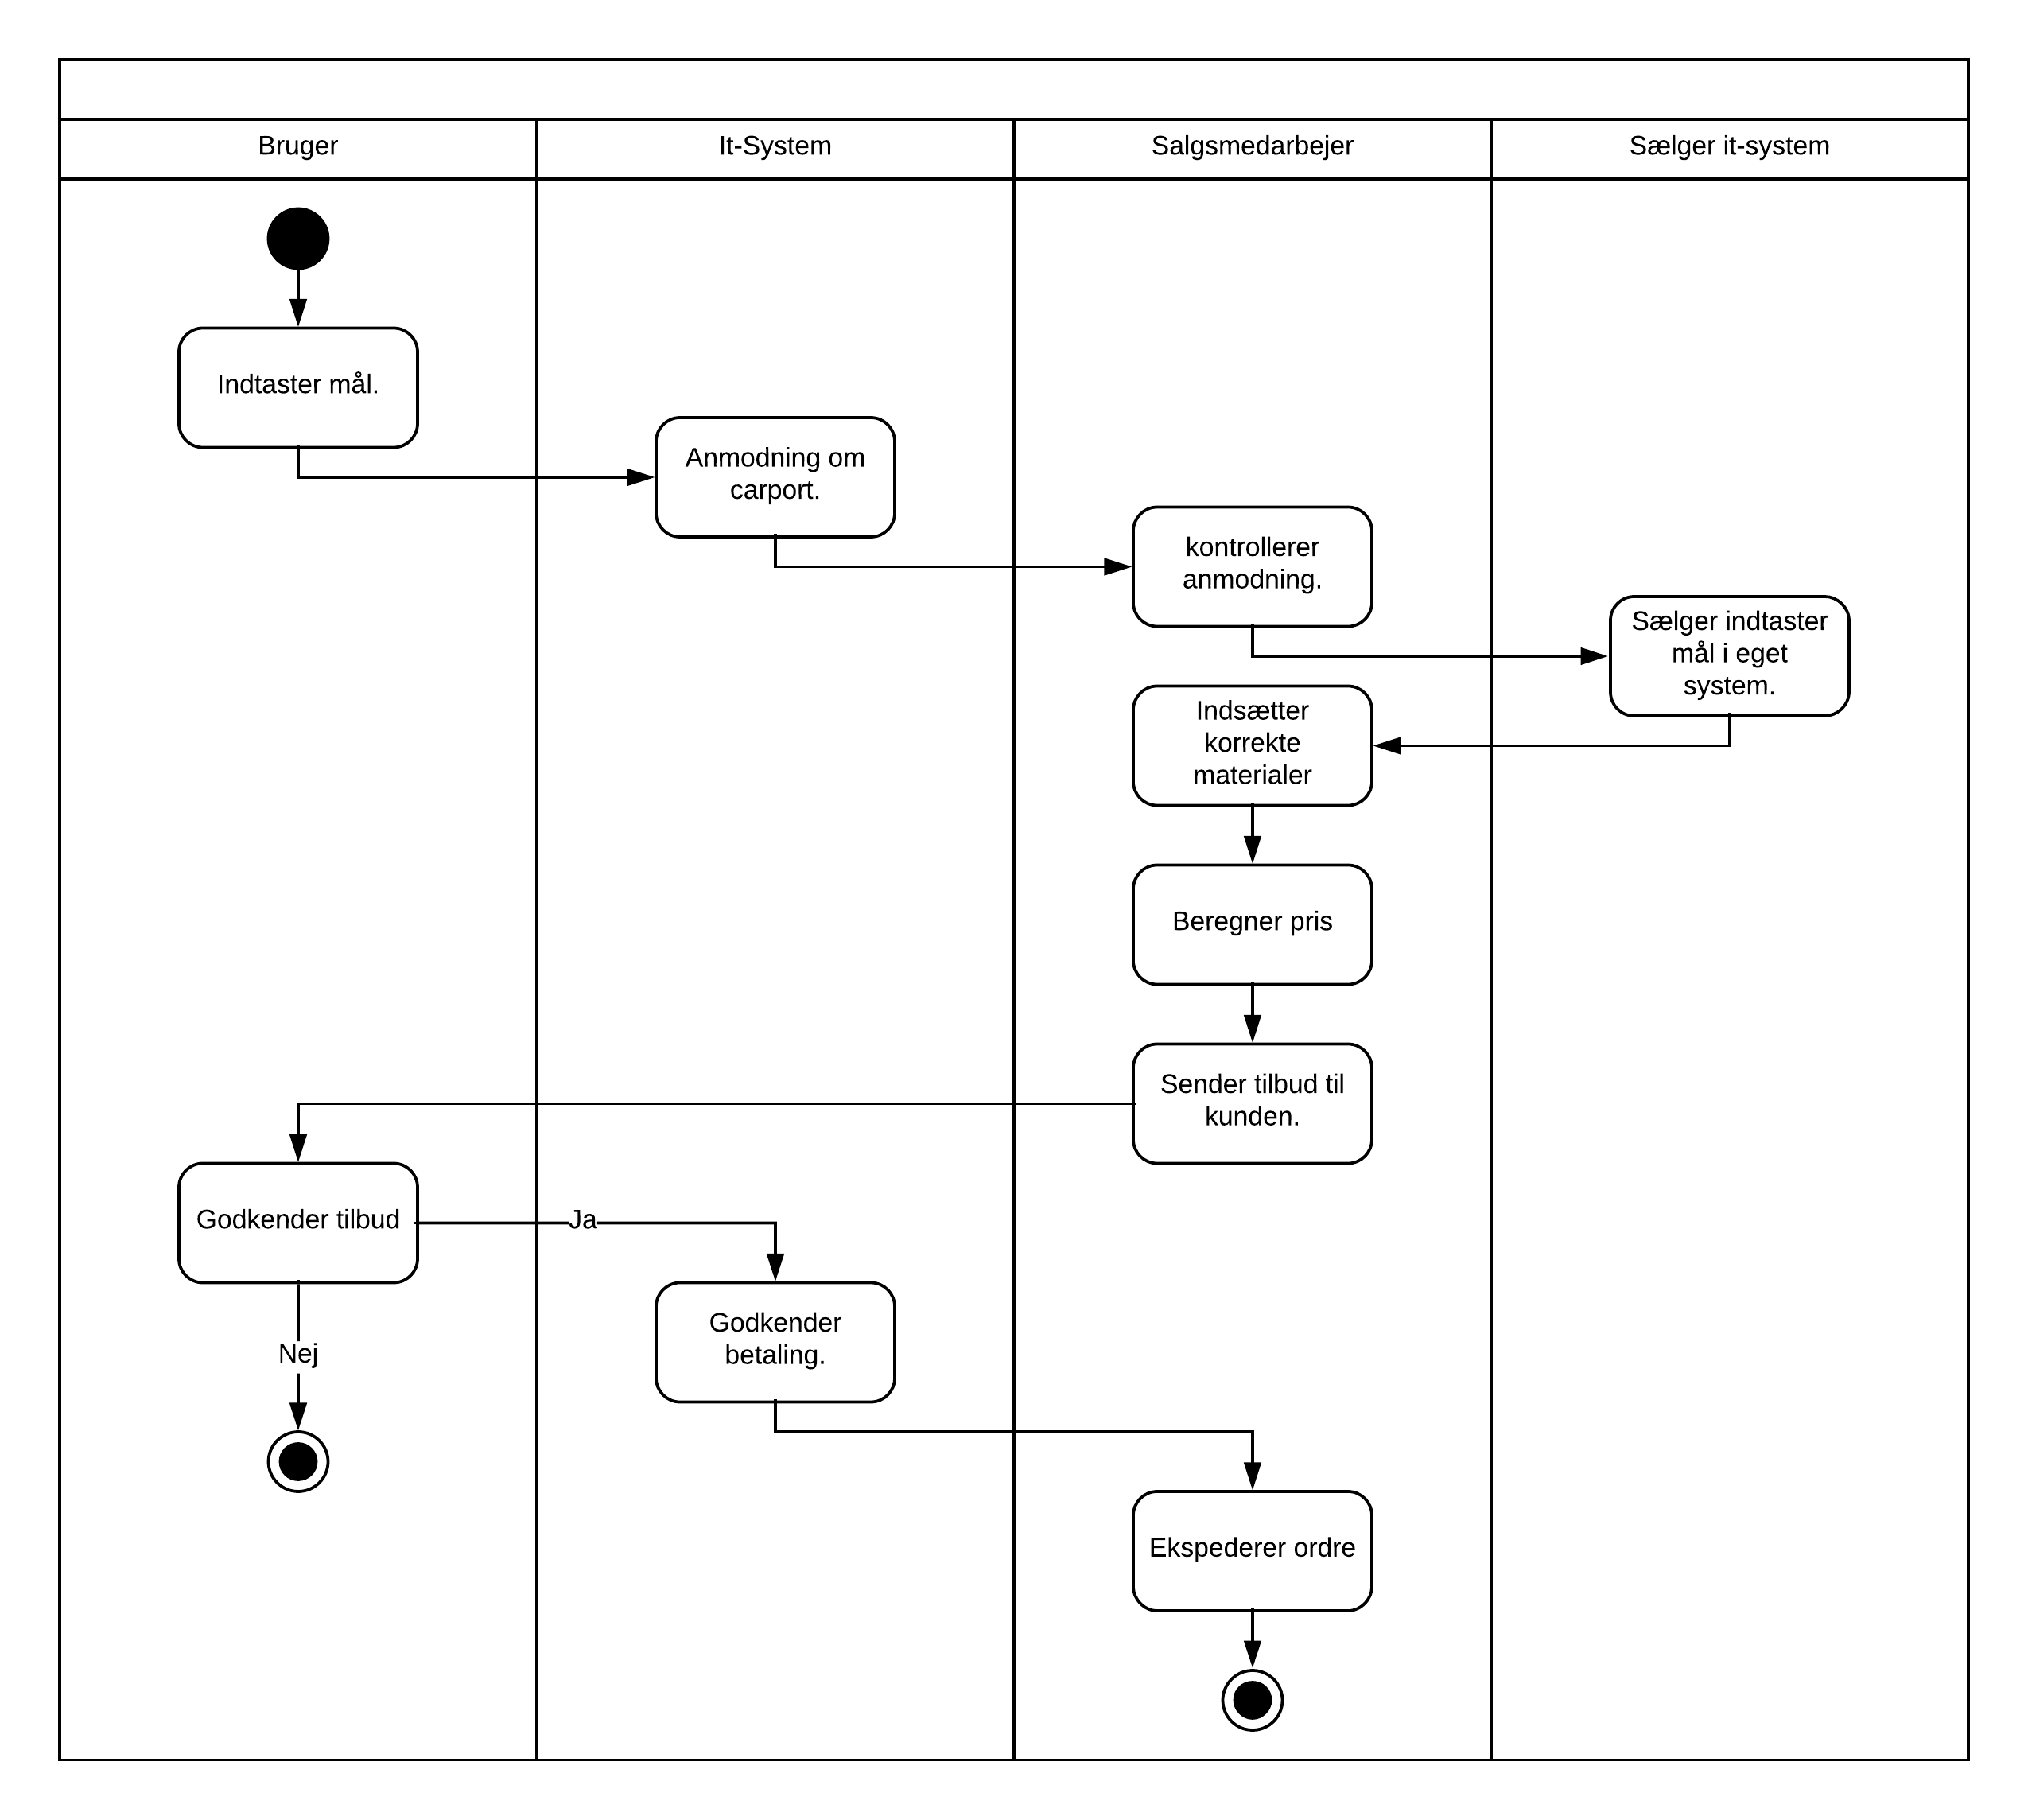 Bruger
It-System
Salgsmedarbejer
Sælger it-system
Indtaster mål.
Anmodning om
carport.
kontrollerer
anmodning.
Sælger indtaster
mål i eget
system.
Indsætter
korrekte
materialer
Beregner pris
Sender tilbud til
kunden.
Godkender tilbud
Ja
Godkender
betaling.
Nej
Ekspederer ordre